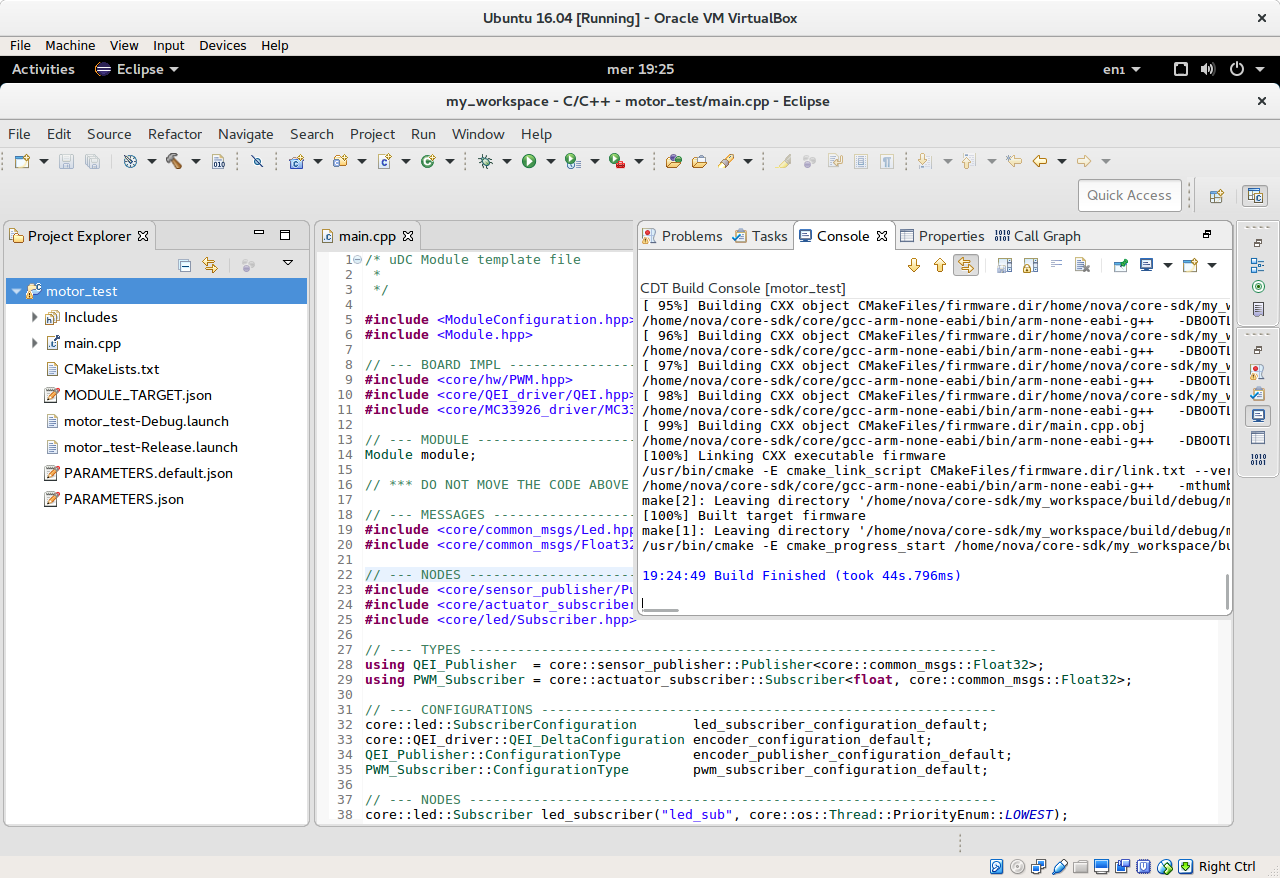 Ubuntu 16.04 [Running] - Oracle VM VirtualBox
File Machine View Input Devices Help
Activities Eclipse mer 19:25 en1
my_workspace - C/C++ - motor_test/main.cpp - Eclipse
File Edit Source Refactor Navigate Search Project Run Window Help
Quick Access
Project Explorer
motor_test
Includes
main.cpp
CMakeLists.txt
MODULE_TARGET.json
motor_test-Debug.launch
motor_test-Release.launch
PARAMETERS.default.json
PARAMETERS.json
main.cpp
1 /* uDC Module template file
2 *
3 */
4
5 #include <ModuleConfiguration.hpp>
6 #include <Module.hpp>
7
8 // --- BOARD IMPL ----------------
9 #include <core/hw/PWM.hpp>
10 #include <core/QEI_driver/QEI.hpp>
11 #include <core/MC33926_driver/MC33
12
13 // --- MODULE --------------------
14 Module module;
15
16 // *** DO NOT MOVE THE CODE ABOVE
17
18 // --- MESSAGES ------------------
19 #include <core/common_msgs/Led.hpp
20 #include <core/common_msgs/Float32
21
22 // --- NODES ---------------------
23 #include <core/sensor_publisher/Pu
24 #include <core/actuator_subscriber
25 #include <core/led/Subscriber.hpp>
26
27 // --- TYPES ------------------------------------------------------------------
28 using QEI_Publisher  = core::sensor_publisher::Publisher<core::common_msgs::Float32>;
29 using PWM_Subscriber = core::actuator_subscriber::Subscriber<float, core::common_msgs::Float32>;
30
31 // --- CONFIGURATIONS ---------------------------------------------------------
32 core::led::SubscriberConfiguration       led_subscriber_configuration_default;
33 core::QEI_driver::QEI_DeltaConfiguration encoder_configuration_default;
34 QEI_Publisher::ConfigurationType         encoder_publisher_configuration_default;
35 PWM_Subscriber::ConfigurationType        pwm_subscriber_configuration_default;
36
37 // --- NODES ------------------------------------------------------------------
38 core::led::Subscriber led_subscriber("led_sub", core::os::Thread::PriorityEnum::LOWEST);
Problems Tasks Console Properties Call Graph
CDT Build Console [motor_test]
[ 95%] Building CXX object CMakeFiles/firmware.dir/home/nova/core-sdk/my_w
/home/nova/core-sdk/core/gcc-arm-none-eabi/bin/arm-none-eabi-g++   -DBOOTL
[ 96%] Building CXX object CMakeFiles/firmware.dir/home/nova/core-sdk/my_w
/home/nova/core-sdk/core/gcc-arm-none-eabi/bin/arm-none-eabi-g++   -DBOOTL
[ 97%] Building CXX object CMakeFiles/firmware.dir/home/nova/core-sdk/my_w
/home/nova/core-sdk/core/gcc-arm-none-eabi/bin/arm-none-eabi-g++   -DBOOTL
[ 98%] Building CXX object CMakeFiles/firmware.dir/home/nova/core-sdk/my_w
/home/nova/core-sdk/core/gcc-arm-none-eabi/bin/arm-none-eabi-g++   -DBOOTL
[ 99%] Building CXX object CMakeFiles/firmware.dir/main.cpp.obj
/home/nova/core-sdk/core/gcc-arm-none-eabi/bin/arm-none-eabi-g++   -DBOOTL
[100%] Linking CXX executable firmware
/usr/bin/cmake -E cmake_link_script CMakeFiles/firmware.dir/link.txt --ver
/home/nova/core-sdk/core/gcc-arm-none-eabi/bin/arm-none-eabi-g++   -mthumb
make[2]: Leaving directory '/home/nova/core-sdk/my_workspace/build/debug/m
[100%] Built target firmware
make[1]: Leaving directory '/home/nova/core-sdk/my_workspace/build/debug/m
/usr/bin/cmake -E cmake_progress_start /home/nova/core-sdk/my_workspace/bu
19:24:49 Build Finished (took 44s.796ms)
Right Ctrl